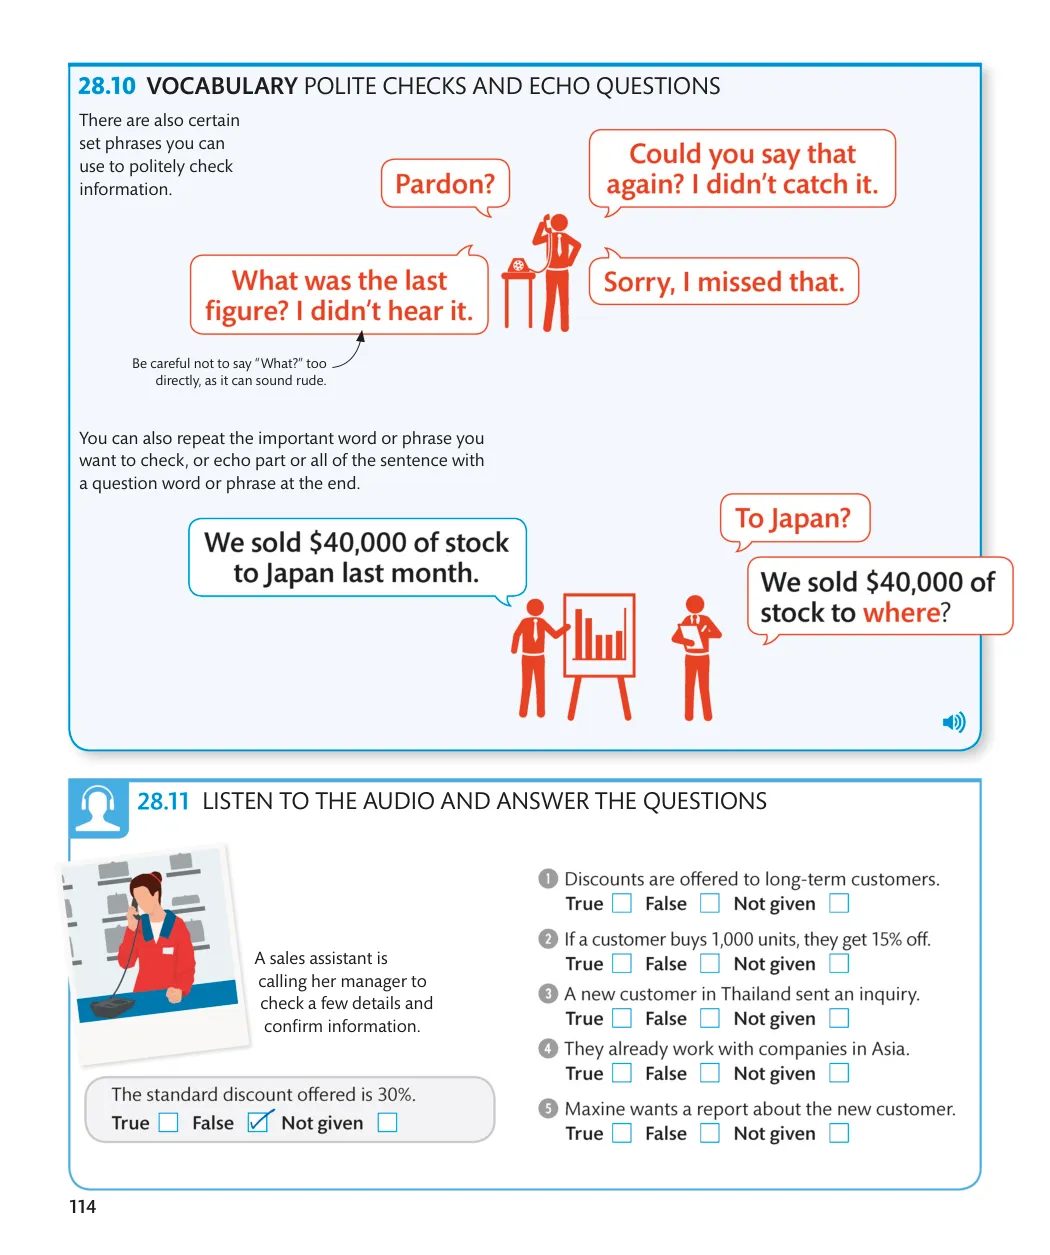 28.10 VOCABULARY POLITE CHECKS AND ECHO QUESTIONS
There are also certain
set phrases you can
use to politely check
information.
Pardon?
Could you say that
again? I didn't catch it.
What was the last
figure? I didn't hear it.
Sorry, I missed that.
Be careful not to say "What?" too
directly, as it can sound rude.
You can also repeat the important word or phrase you
want to check, or echo part or all of the sentence with
a question word or phrase at the end.
We sold $40,000 of stock
to Japan last month.
To Japan?
We sold $40,000 of
stock to where?
28.11 LISTEN TO THE AUDIO AND ANSWER THE QUESTIONS
A sales assistant is
calling her manager to
check a few details and
confirm information.
The standard discount offered is 30%.
True False Not given
1 Discounts are offered to long-term customers.
True False Not given
2 If a customer buys 1,000 units, they get 15% off.
True False Not given
3 A new customer in Thailand sent an inquiry.
True False Not given
4 They already work with companies in Asia.
True False Not given
5 Maxine wants a report about the new customer.
True False Not given
114